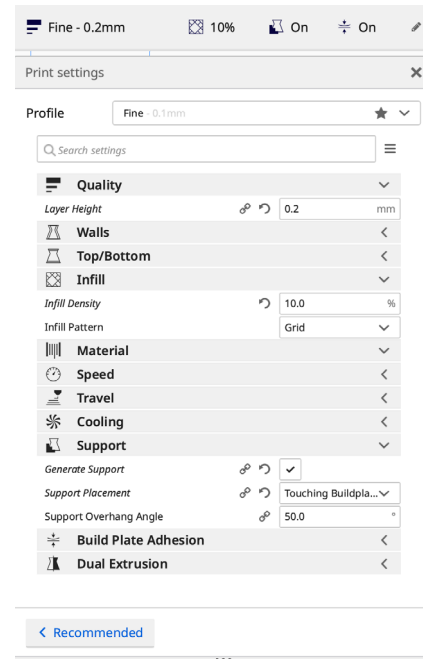 Fine - 0.2mm 10% On On
Print settings
Profile Fine - 0.1mm
Search settings
Quality
Layer Height 0.2 mm
Walls
Top/Bottom
Infill
Infill Density 10.0 %
Infill Pattern Grid
Material
Speed
Travel
Cooling
Support
Generate Support
Support Placement Touching Buildpla...
Support Overhang Angle 50.0 °
Build Plate Adhesion
Dual Extrusion
Recommended